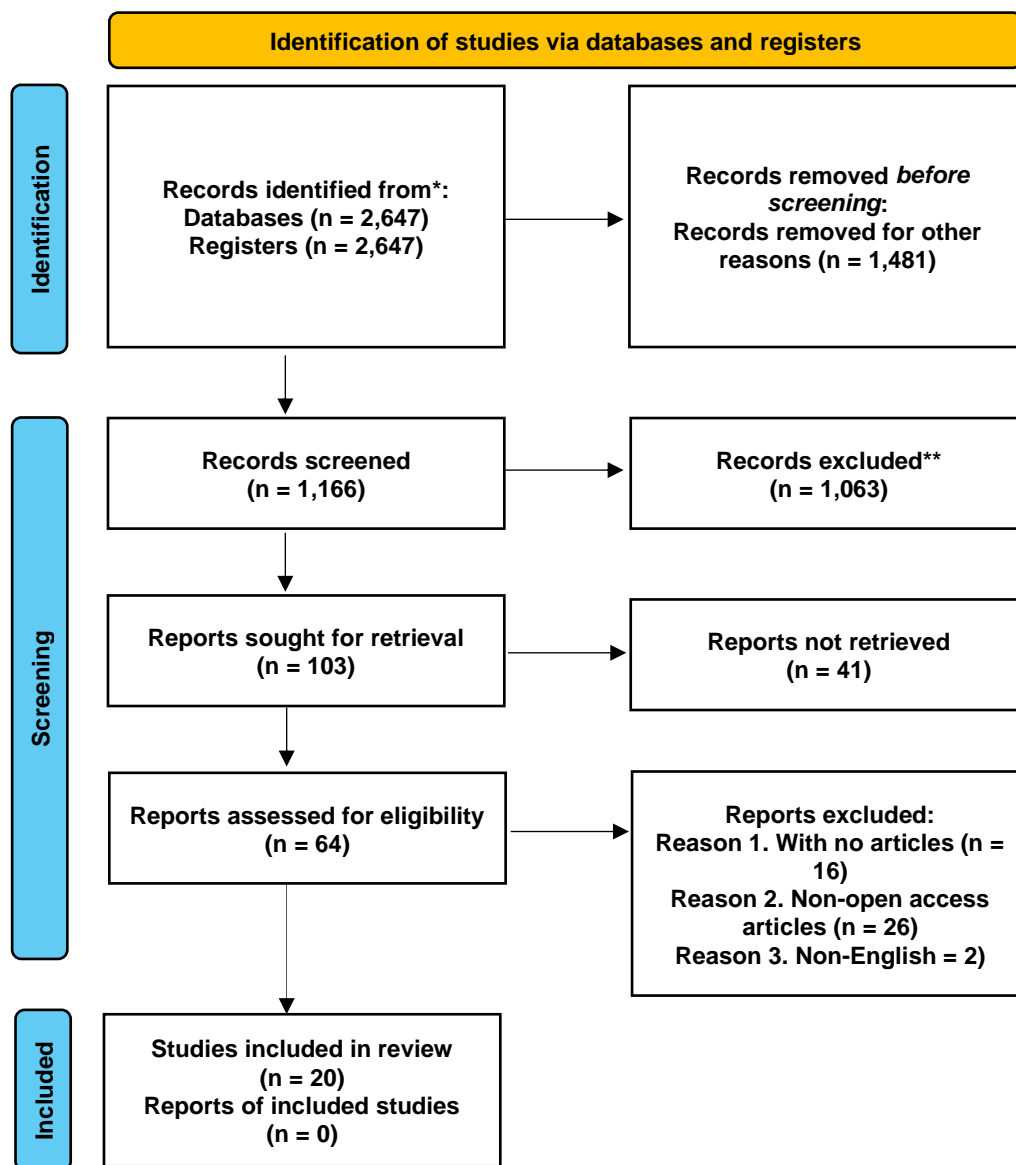 Identification of studies via databases and registers
Identification
Records identified from*:
Databases (n = 2,647)
Registers (n = 2,647)
Records removed before
screening:
Records removed for other
reasons (n = 1,481)
Screening
Records screened
(n = 1,166)
Records excluded**
(n = 1,063)
Reports sought for retrieval
(n = 103)
Reports not retrieved
(n = 41)
Reports assessed for eligibility
(n = 64)
Reports excluded:
Reason 1. With no articles (n =
16)
Reason 2. Non-open access
articles (n = 26)
Reason 3. Non-English = 2)
Included
Studies included in review
(n = 20)
Reports of included studies
(n = 0)